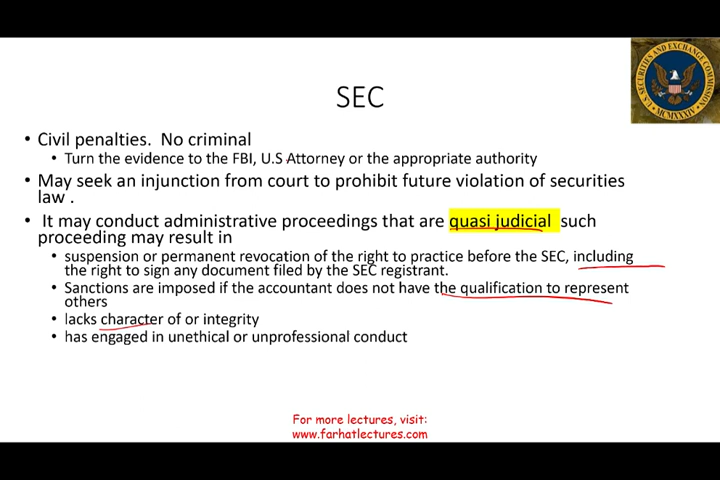 SEC
U.S. SECURITIES AND EXCHANGE COMMISSION
MCMXXXIV
• Civil penalties. No criminal
• Turn the evidence to the FBI, U.S Attorney or the appropriate authority
• May seek an injunction from court to prohibit future violation of securities
law .
• It may conduct administrative proceedings that are quasi judicial such
proceeding may result in
• suspension or permanent revocation of the right to practice before the SEC, including
the right to sign any document filed by the SEC registrant.
• Sanctions are imposed if the accountant does not have the qualification to represent
others
• lacks character of or integrity
• has engaged in unethical or unprofessional conduct
For more lectures, visit:
www.farhatlectures.com